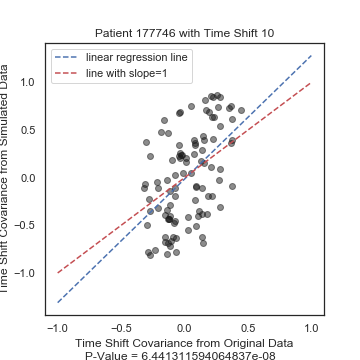 Patient 177746 with Time Shift 10
linear regression line
line with slope=1
Time Shift Covariance from Simulated Data
1.0
0.5
0.0
−0.5
−1.0
−1.0
−0.5
0.0
0.5
1.0
Time Shift Covariance from Original Data
P-Value = 6.441311594064837e-08